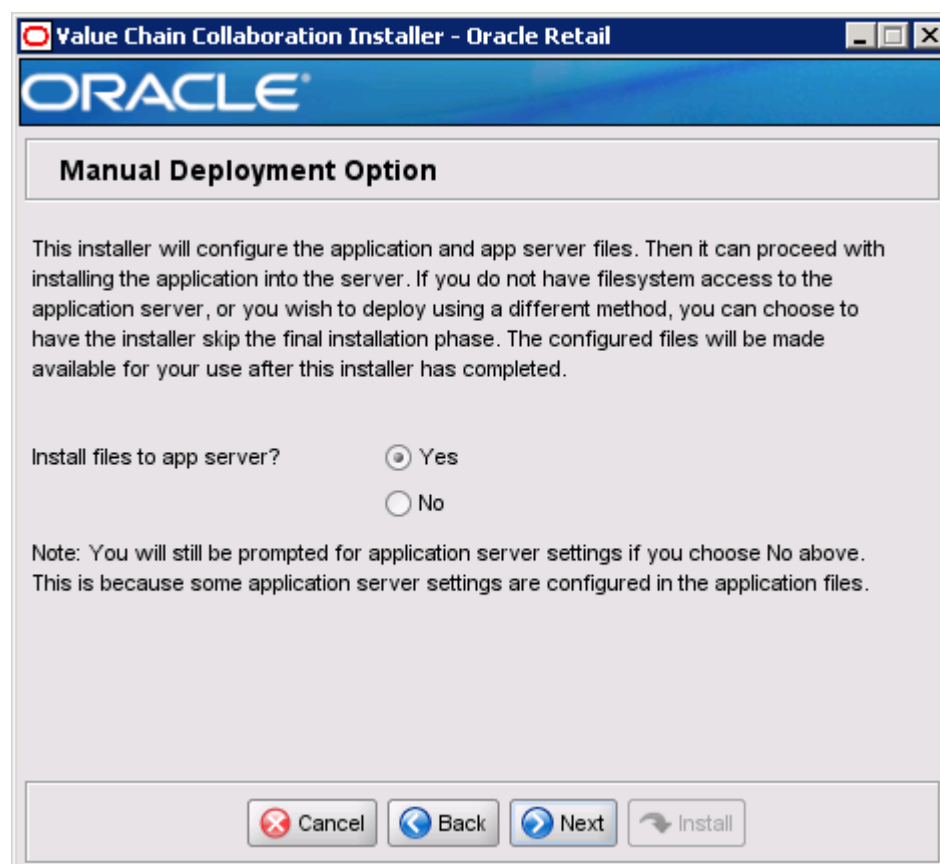 Value Chain Collaboration Installer - Oracle Retail
ORACLE®
Manual Deployment Option
This installer will configure the application and app server files. Then it can proceed with
installing the application into the server. If you do not have filesystem access to the
application server, or you wish to deploy using a different method, you can choose to
have the installer skip the final installation phase. The configured files will be made
available for your use after this installer has completed.
Install files to app server? Yes
No
Note: You will still be prompted for application server settings if you choose No above.
This is because some application server settings are configured in the application files.
Cancel Back Next Install